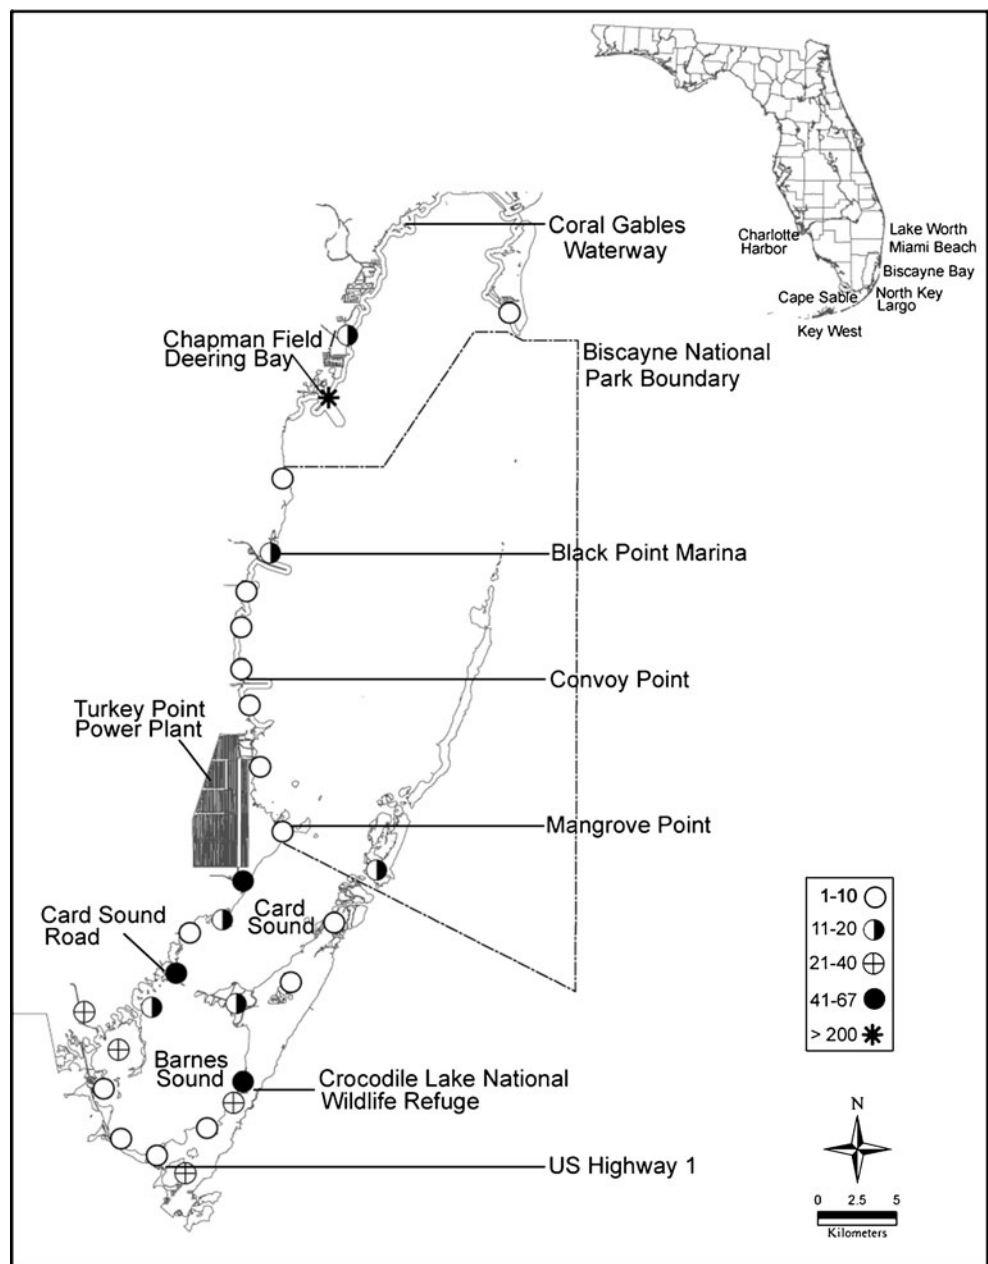 Coral Gables
Waterway
Charlotte
Harbor
Lake Worth
Miami Beach
Biscayne Bay
Cape Sable
North Key
Largo
Key West
Chapman Field
Deering Bay
Biscayne National
Park Boundary
Black Point Marina
Convoy Point
Turkey Point
Power Plant
Mangrove Point
Card Sound
Road
Card
Sound
Barnes
Sound
Crocodile Lake National
Wildlife Refuge
US Highway 1
1-10
11-20
21-40
41-67
> 200
N
0 2.5 5
Kilometers